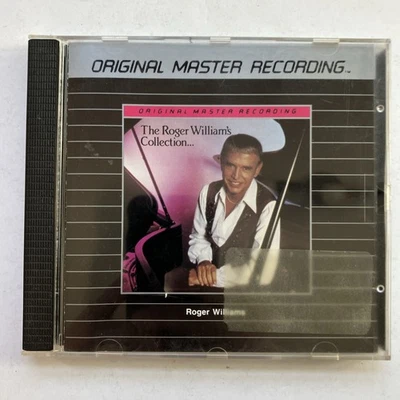 ORIGINAL MASTER RECORDING™
ORIGINAL MASTER RECORDING
The Roger William's
Collection...
Roger Williams